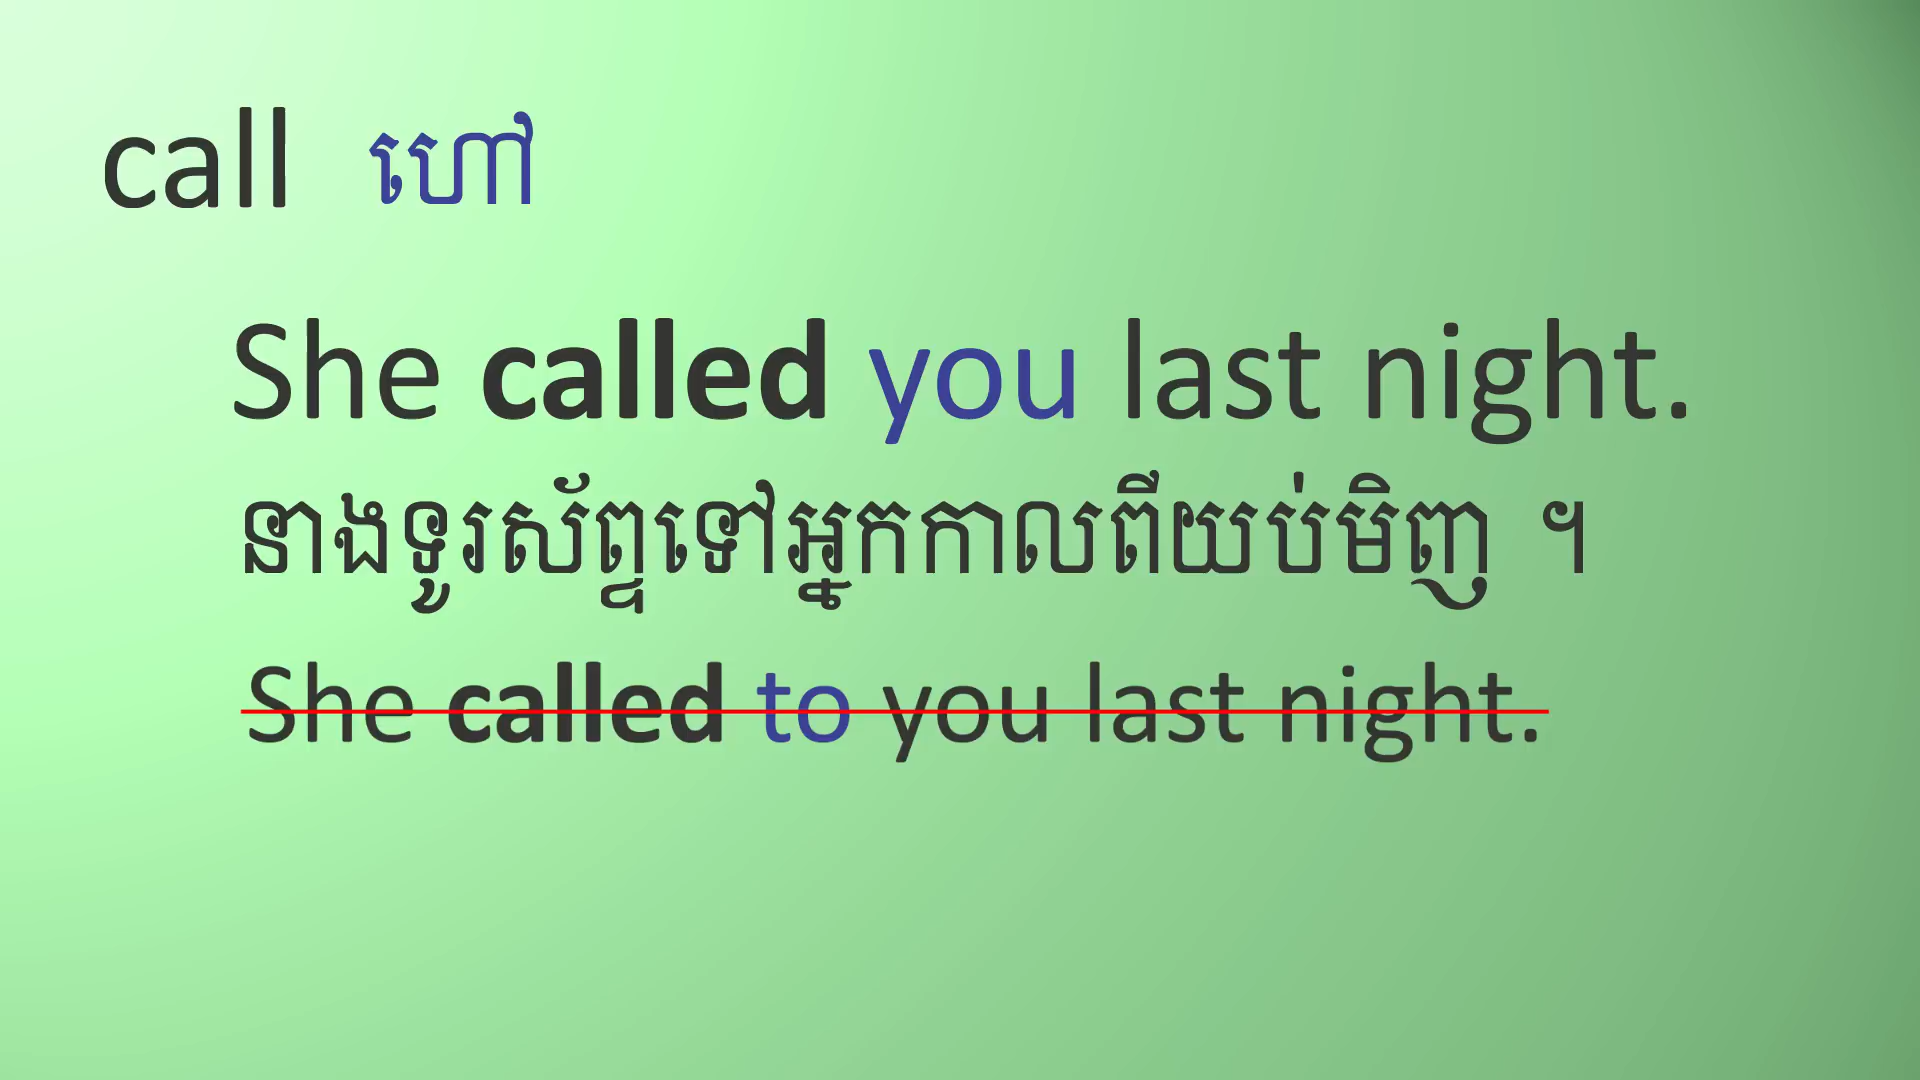 call ហៅ
She called you last night.
នាងទូរស័ព្ទទៅអ្នកកាលពីយប់មិញ ។
She called to you last night.